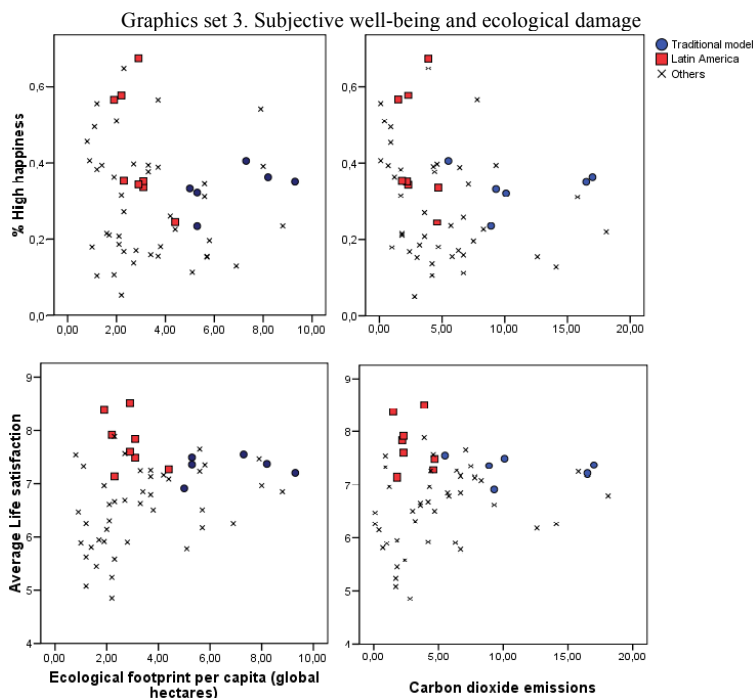 Graphics set 3. Subjective well-being and ecological damage
Traditional model
Latin America
Others
% High happiness
0,6
0,4
0,2
0,0
0,00 2,00 4,00 6,00 8,00 10,00
0,6
0,4
0,2
0,0
0,00 5,00 10,00 15,00 20,00
Average Life satisfaction
9
8
7
6
5
4
0,00 2,00 4,00 6,00 8,00 10,00
Ecological footprint per capita (global
hectares)
9
8
7
6
5
4
0,00 5,00 10,00 15,00 20,00
Carbon dioxide emissions